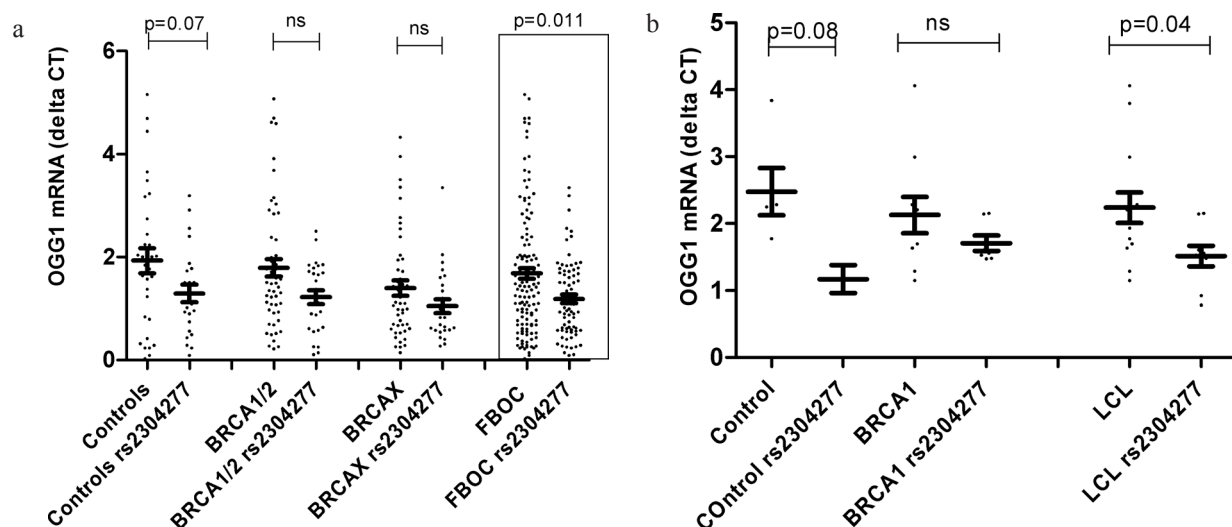 a
p=0.07
ns
ns
p=0.011
OGG1 mRNA (delta CT)
6
4
2
0
Controls
Controls rs2304277
BRCA1/2
BRCA1/2 rs2304277
BRCAX
BRCAX rs2304277
FBOC
FBOC rs2304277
b
p=0.08
ns
p=0.04
OGG1 mRNA (delta CT)
5
4
3
2
1
0
Control
COntrol rs2304277
BRCA1
BRCA1 rs2304277
LCL
LCL rs2304277